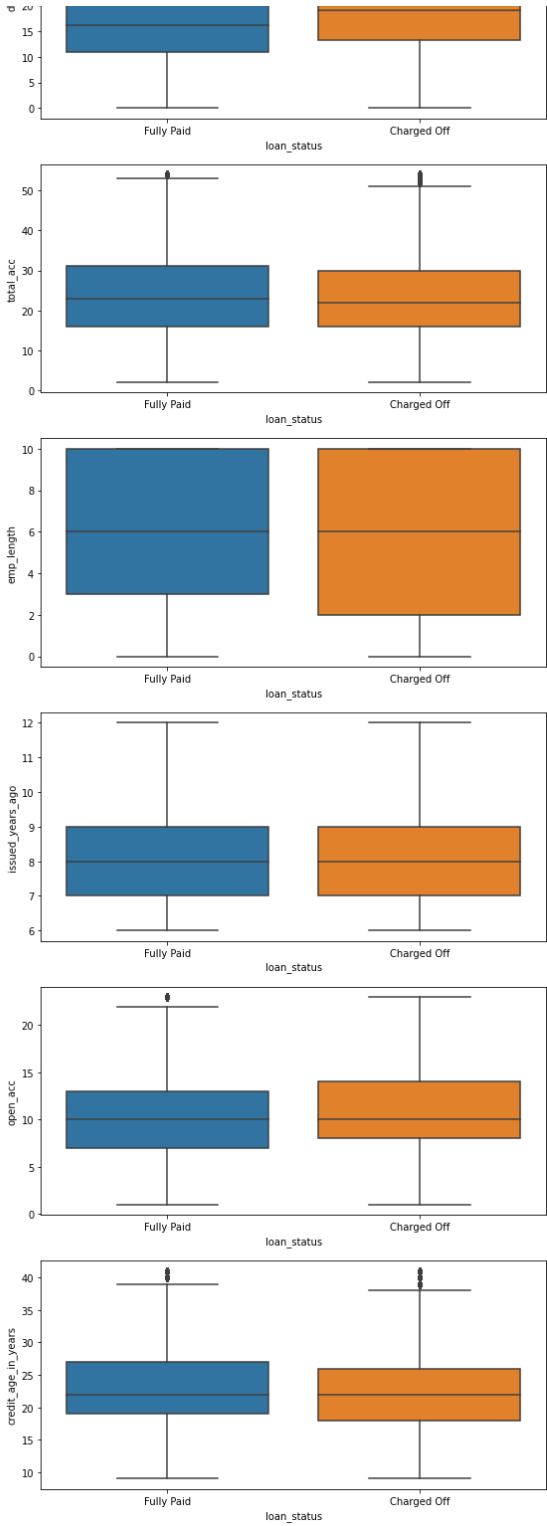 d
20
15
10
5
0
Fully Paid Charged Off
loan_status
total_acc
50
40
30
20
10
0
Fully Paid Charged Off
loan_status
emp_length
10
8
6
4
2
0
Fully Paid Charged Off
loan_status
issued_years_ago
12
11
10
9
8
7
6
Fully Paid Charged Off
loan_status
open_acc
20
15
10
5
0
Fully Paid Charged Off
loan_status
credit_age_in_years
40
35
30
25
20
15
10
Fully Paid Charged Off
loan_status